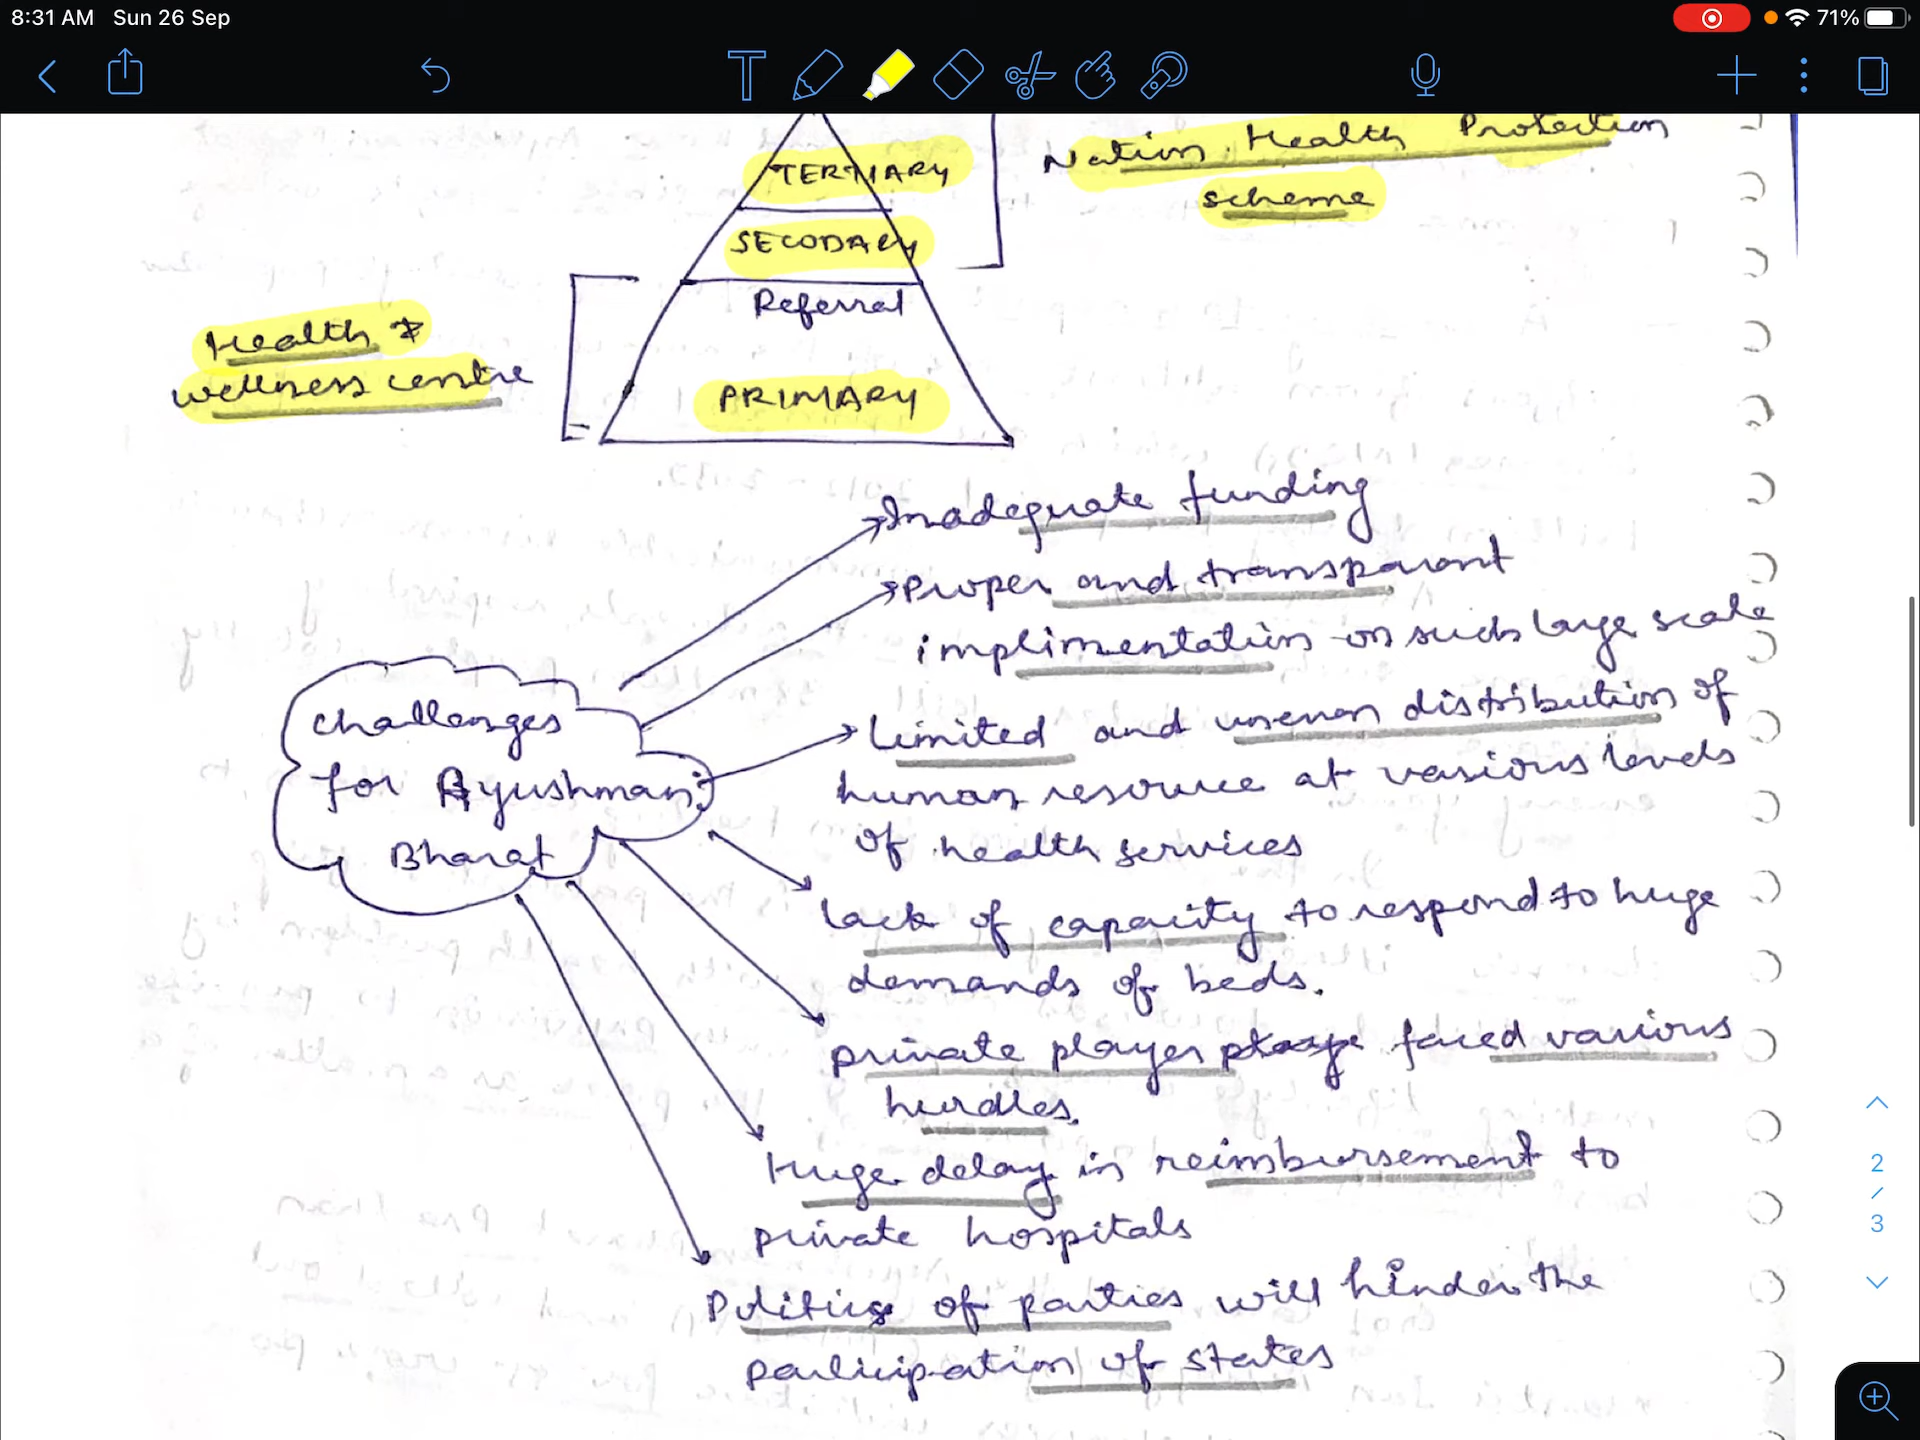 8:31 AM Sun 26 Sep
71%
T
Nation Health Protection
scheme
TERTIARY
SECODARY
Referral
PRIMARY
Health &
wellness centre
Inadequate funding
Proper and transparent
implimentation on such large scale
Limited and uneven distribution of
human resource at various levels
of health services
lack of capacity to respond to huge
demands of beds.
private player faced various
hurdles.
Huge delay in reimbursement to
private hospitals
Politics of parties will hinder the
participation of states
Challenges
for Ayushman
Bharat
2
/
3